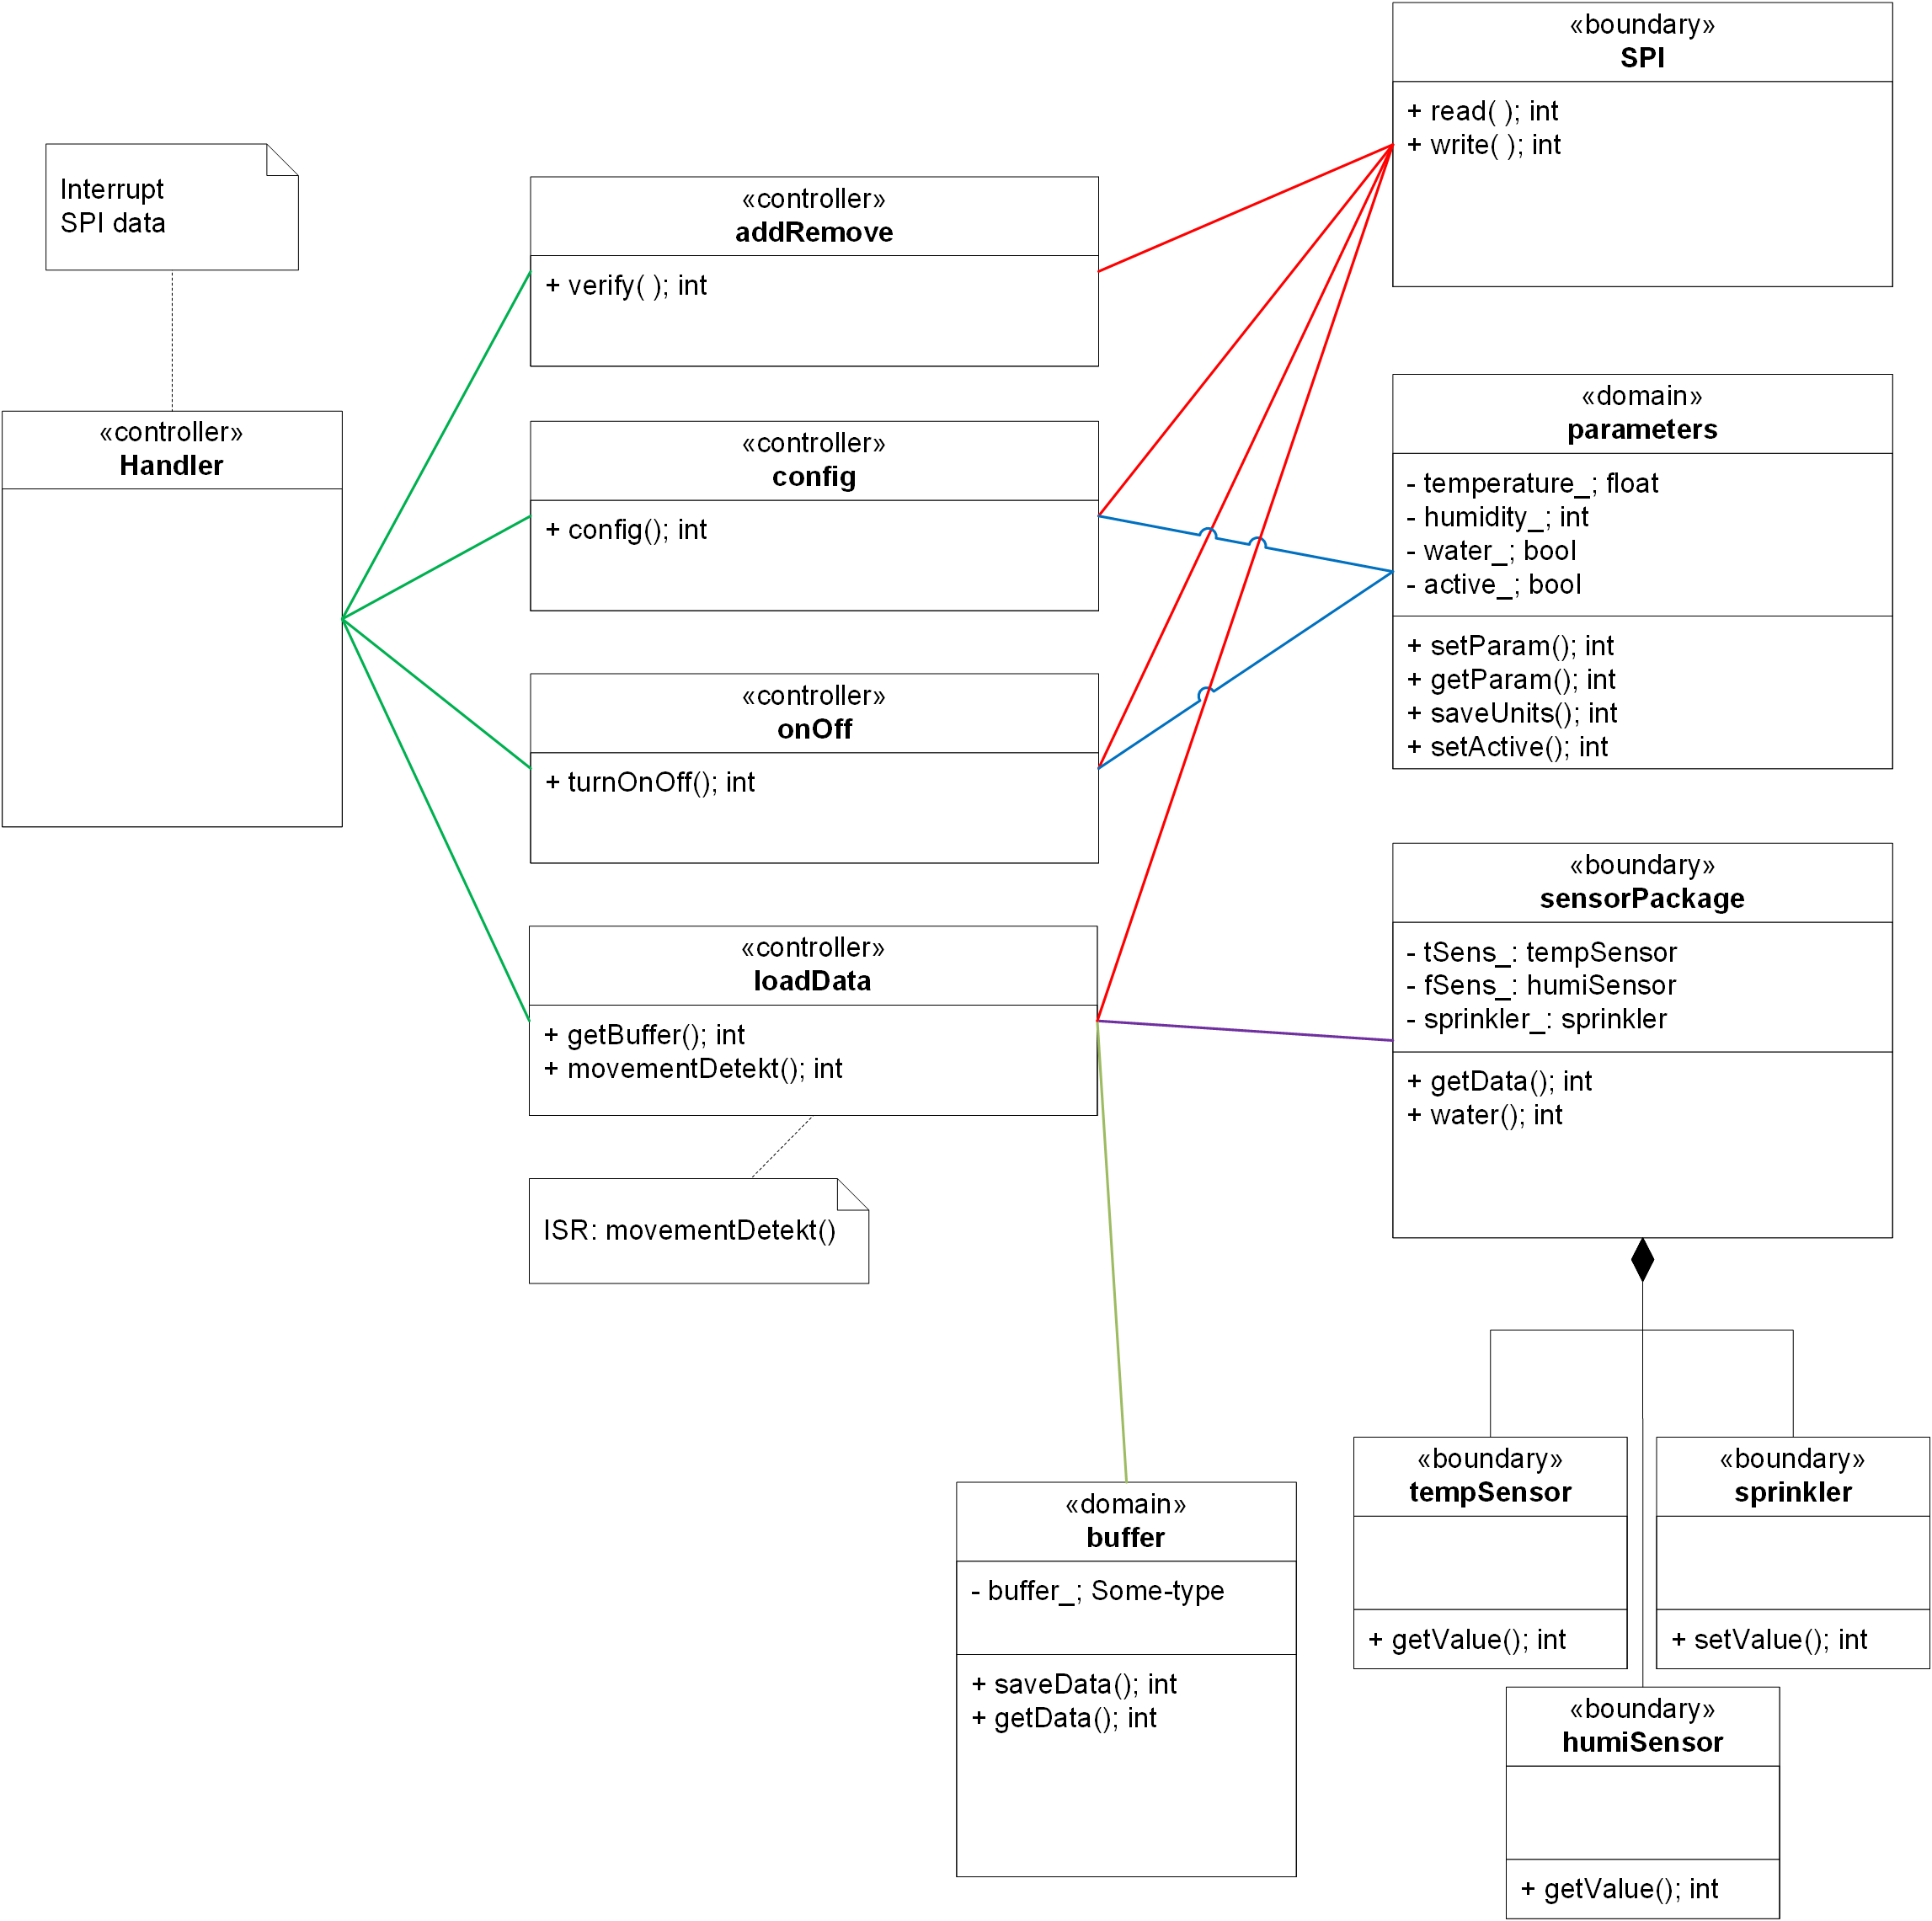 «boundary»
SPI
+ read( ); int
+ write( ); int
Interrupt
SPI data
«controller»
Handler
«controller»
addRemove
+ verify( ); int
«controller»
config
+ config(); int
«controller»
onOff
+ turnOnOff(); int
«controller»
loadData
+ getBuffer(); int
+ movementDetekt(); int
ISR: movementDetekt()
«domain»
parameters
- temperature_; float
- humidity_; int
- water_; bool
- active_; bool
+ setParam(); int
+ getParam(); int
+ saveUnits(); int
+ setActive(); int
«boundary»
sensorPackage
- tSens_: tempSensor
- fSens_: humiSensor
- sprinkler_: sprinkler
+ getData(); int
+ water(); int
«domain»
buffer
- buffer_; Some-type
+ saveData(); int
+ getData(); int
«boundary»
tempSensor
+ getValue(); int
«boundary»
sprinkler
+ setValue(); int
«boundary»
humiSensor
+ getValue(); int